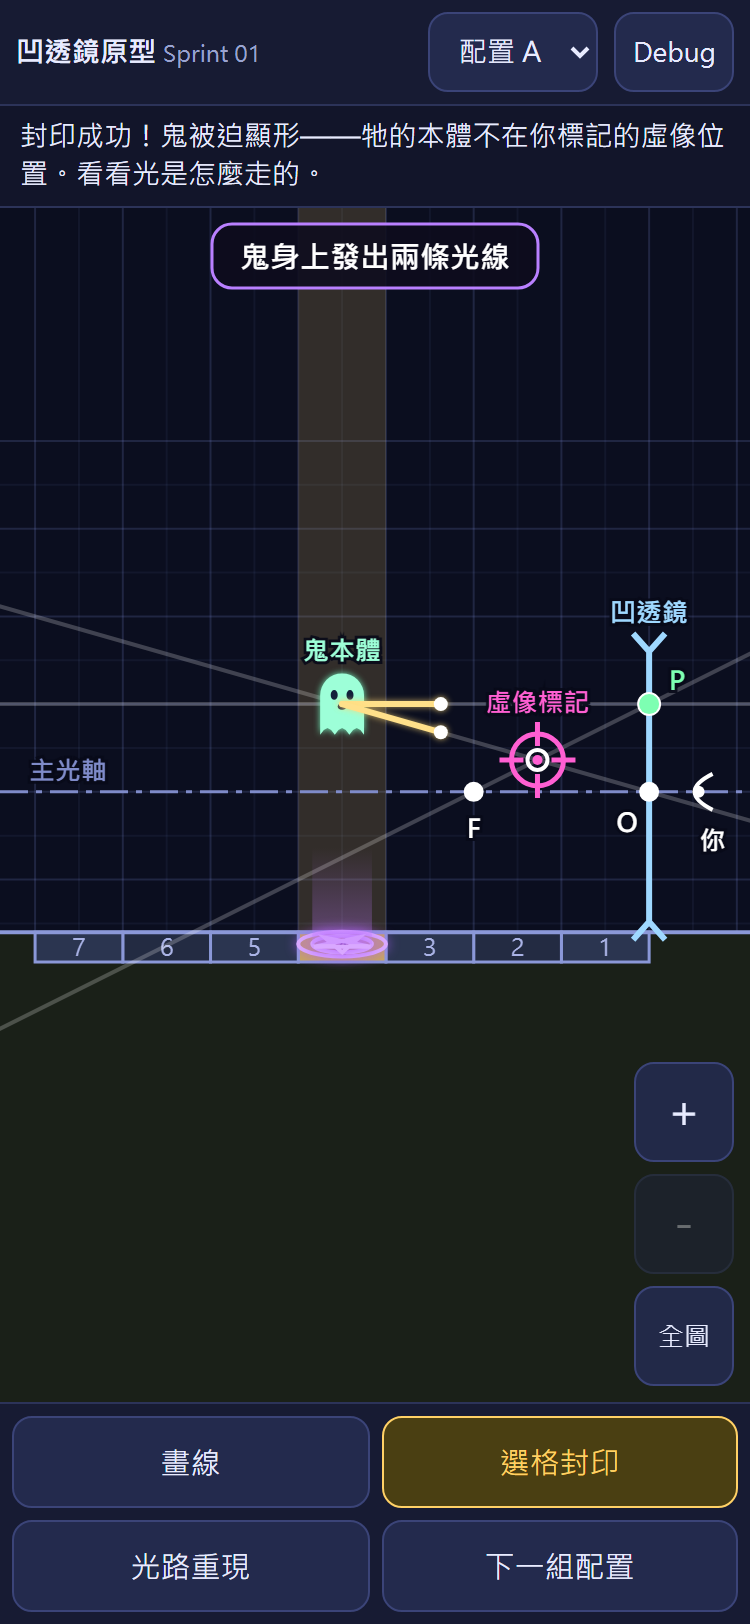 凹透鏡原型 Sprint 01
配置 A
Debug
封印成功！鬼被迫顯形——牠的本體不在你標記的虛像位
置。看看光是怎麼走的。
鬼身上發出兩條光線
凹透鏡
鬼本體
P
虛像標記
主光軸
F
O
你
7 6 5 3 2 1
+
-
全圖
畫線
選格封印
光路重現
下一組配置